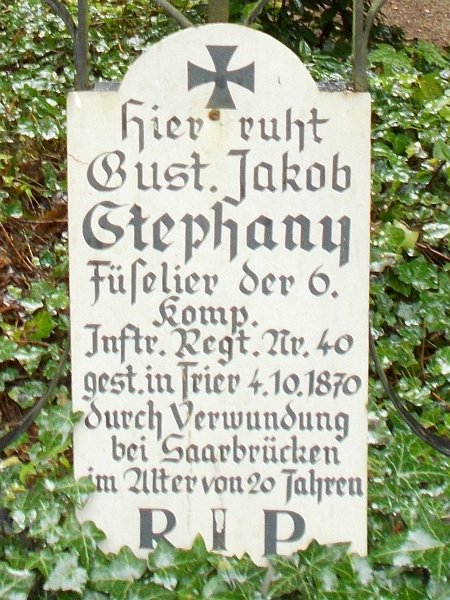 Hier ruht
Gust. Jakob
Stephany
Füſelier der 6.
Komp.
Jnftr. Regt. Nr. 40
gest. in Trier 4.10.1870
durch Verwundung
bei Saarbrücken
im Alter von 20 Jahren
RIP